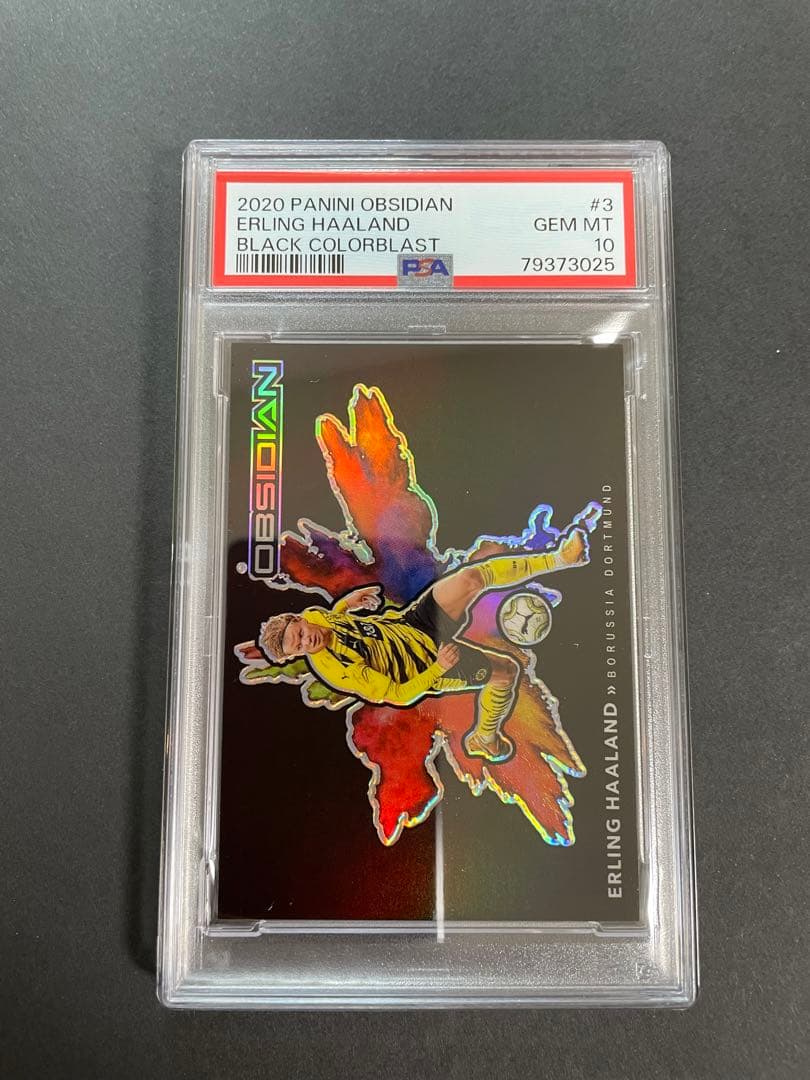 2020 PANINI OBSIDIAN #3
ERLING HAALAND GEM MT
BLACK COLORBLAST 10
PSA 79373025
OBSIDIAN
ERLING HAALAND » BORUSSIA DORTMUND